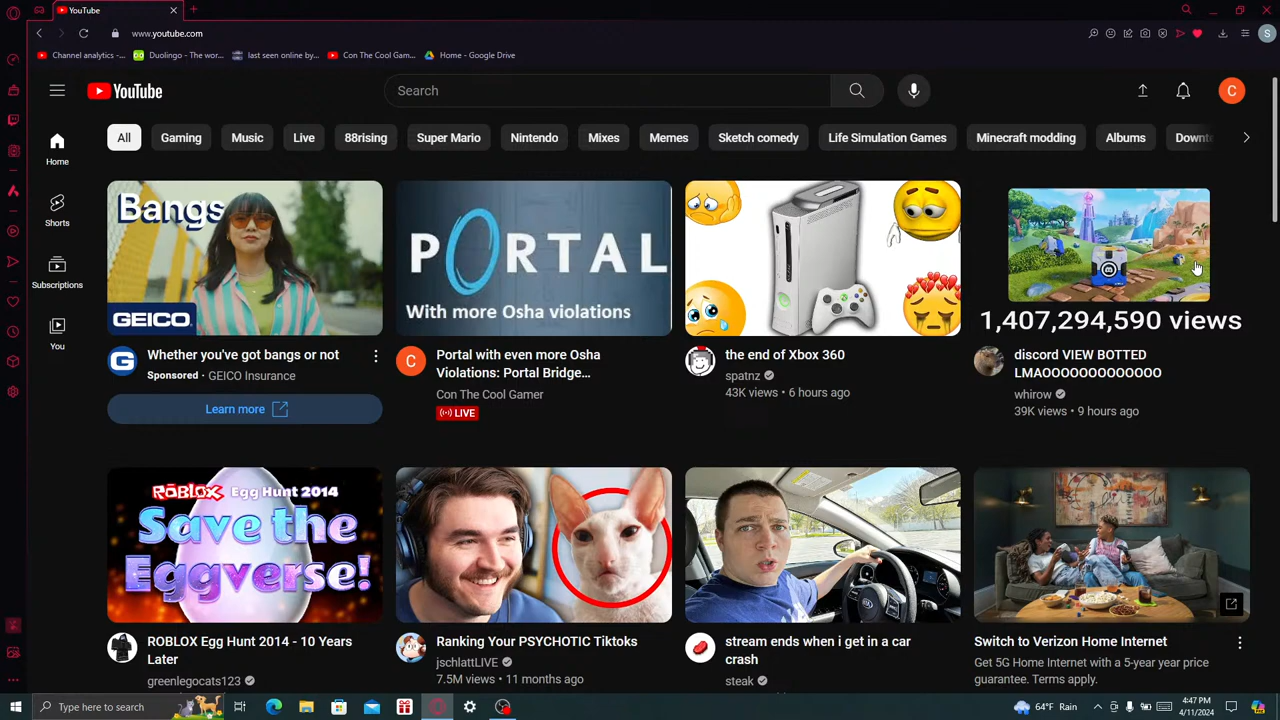 YouTube
www.youtube.com
Channel analytics -...
Duolingo - The wor...
last seen online by...
Con The Cool Gam...
Home - Google Drive
S
YouTube
Search
C
All
Gaming
Music
Live
88rising
Super Mario
Nintendo
Mixes
Memes
Sketch comedy
Life Simulation Games
Minecraft modding
Albums
Downt
Home
Shorts
Subscriptions
You
Bangs
GEICO.
Whether you've got bangs or not
Sponsored · GEICO Insurance
Learn more
PORTAL
With more Osha violations
C
Portal with even more Osha
Violations: Portal Bridge...
Con The Cool Gamer
LIVE
the end of Xbox 360
spatnz
43K views · 6 hours ago
1,407,294,590 views
discord VIEW BOTTED
LMAOOOOOOOOOOOOO
whirow
39K views · 9 hours ago
ROBLOX Egg Hunt 2014
Save the
Eggverse!
ROBLOX Egg Hunt 2014 - 10 Years
Later
greenlegocats123
Ranking Your PSYCHOTIC Tiktoks
jschlattLIVE
7.5M views · 11 months ago
stream ends when i get in a car
crash
steak
Switch to Verizon Home Internet
Get 5G Home Internet with a 5-year year price
guarantee. Terms apply.
Type here to search
64°F Rain
4:47 PM
4/11/2024